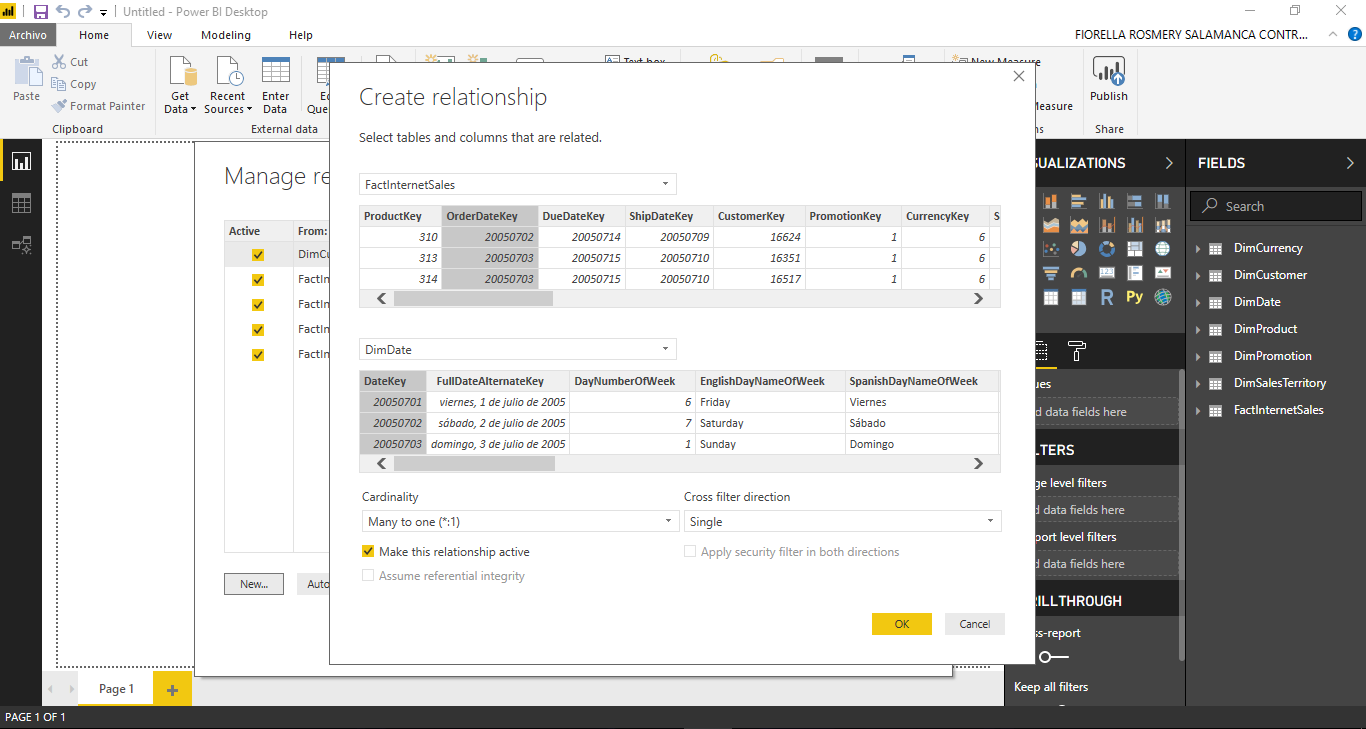 Untitled - Power BI Desktop
Archivo Home View Modeling Help FIORELLA ROSMERY SALAMANCA CONTR... ?
Paste Cut Copy Format Painter
Clipboard
Get Data Recent Sources Enter Data
External data
Text box
New Measure
Measure
Publish
Share
Manage re
Active From:
DimCu
FactIn
FactIn
FactIn
FactIn
New... Auto
Create relationship
Select tables and columns that are related.
FactInternetSales
ProductKey OrderDateKey DueDateKey ShipDateKey CustomerKey PromotionKey CurrencyKey S
310 20050702 20050714 20050709 16624 1 6
313 20050703 20050715 20050710 16351 1 6
314 20050703 20050715 20050710 16517 1 6
DimDate
DateKey FullDateAlternateKey DayNumberOfWeek EnglishDayNameOfWeek SpanishDayNameOfWeek
20050701 viernes, 1 de julio de 2005 6 Friday Viernes
20050702 sábado, 2 de julio de 2005 7 Saturday Sábado
20050703 domingo, 3 de julio de 2005 1 Sunday Domingo
Cardinality Cross filter direction
Many to one (*:1) Single
Make this relationship active Apply security filter in both directions
Assume referential integrity
OK Cancel
UALIZATIONS
R Py
ues
d data fields here
LTERS
ge level filters
d data fields here
port level filters
d data fields here
RILLTHROUGH
ss-report
Keep all filters
FIELDS
Search
DimCurrency
DimCustomer
DimDate
DimProduct
DimPromotion
DimSalesTerritory
FactInternetSales
Page 1 +
PAGE 1 OF 1